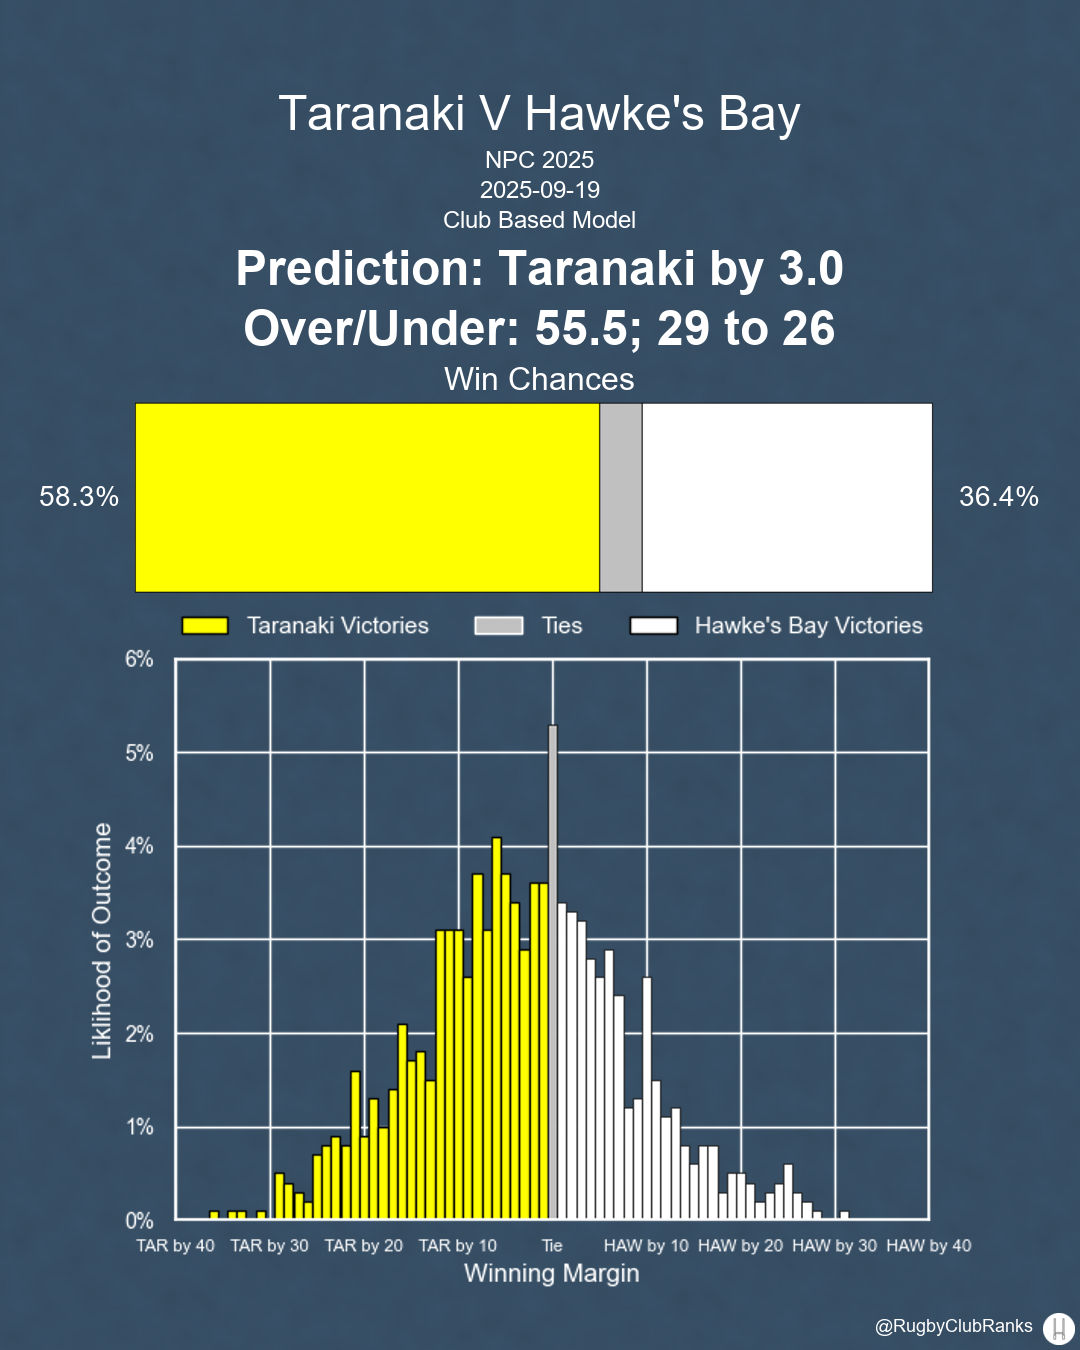 Taranaki V Hawke's Bay
NPC 2025
2025-09-19
Club Based Model
Prediction: Taranaki by 3.0
Over/Under: 55.5; 29 to 26
Win Chances
58.3%
36.4%
Taranaki Victories
Ties
Hawke's Bay Victories
6%
5%
4%
3%
2%
1%
0%
Liklihood of Outcome
TAR by 40
TAR by 30
TAR by 20
TAR by 10
Tie
HAW by 10
HAW by 20
HAW by 30
HAW by 40
Winning Margin
@RugbyClubRanks